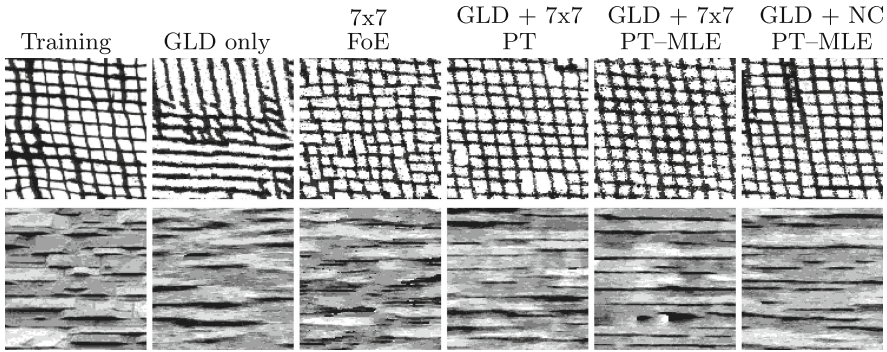 Training
GLD only
7x7
FoE
GLD + 7x7
PT
GLD + 7x7
PT–MLE
GLD + NC
PT–MLE